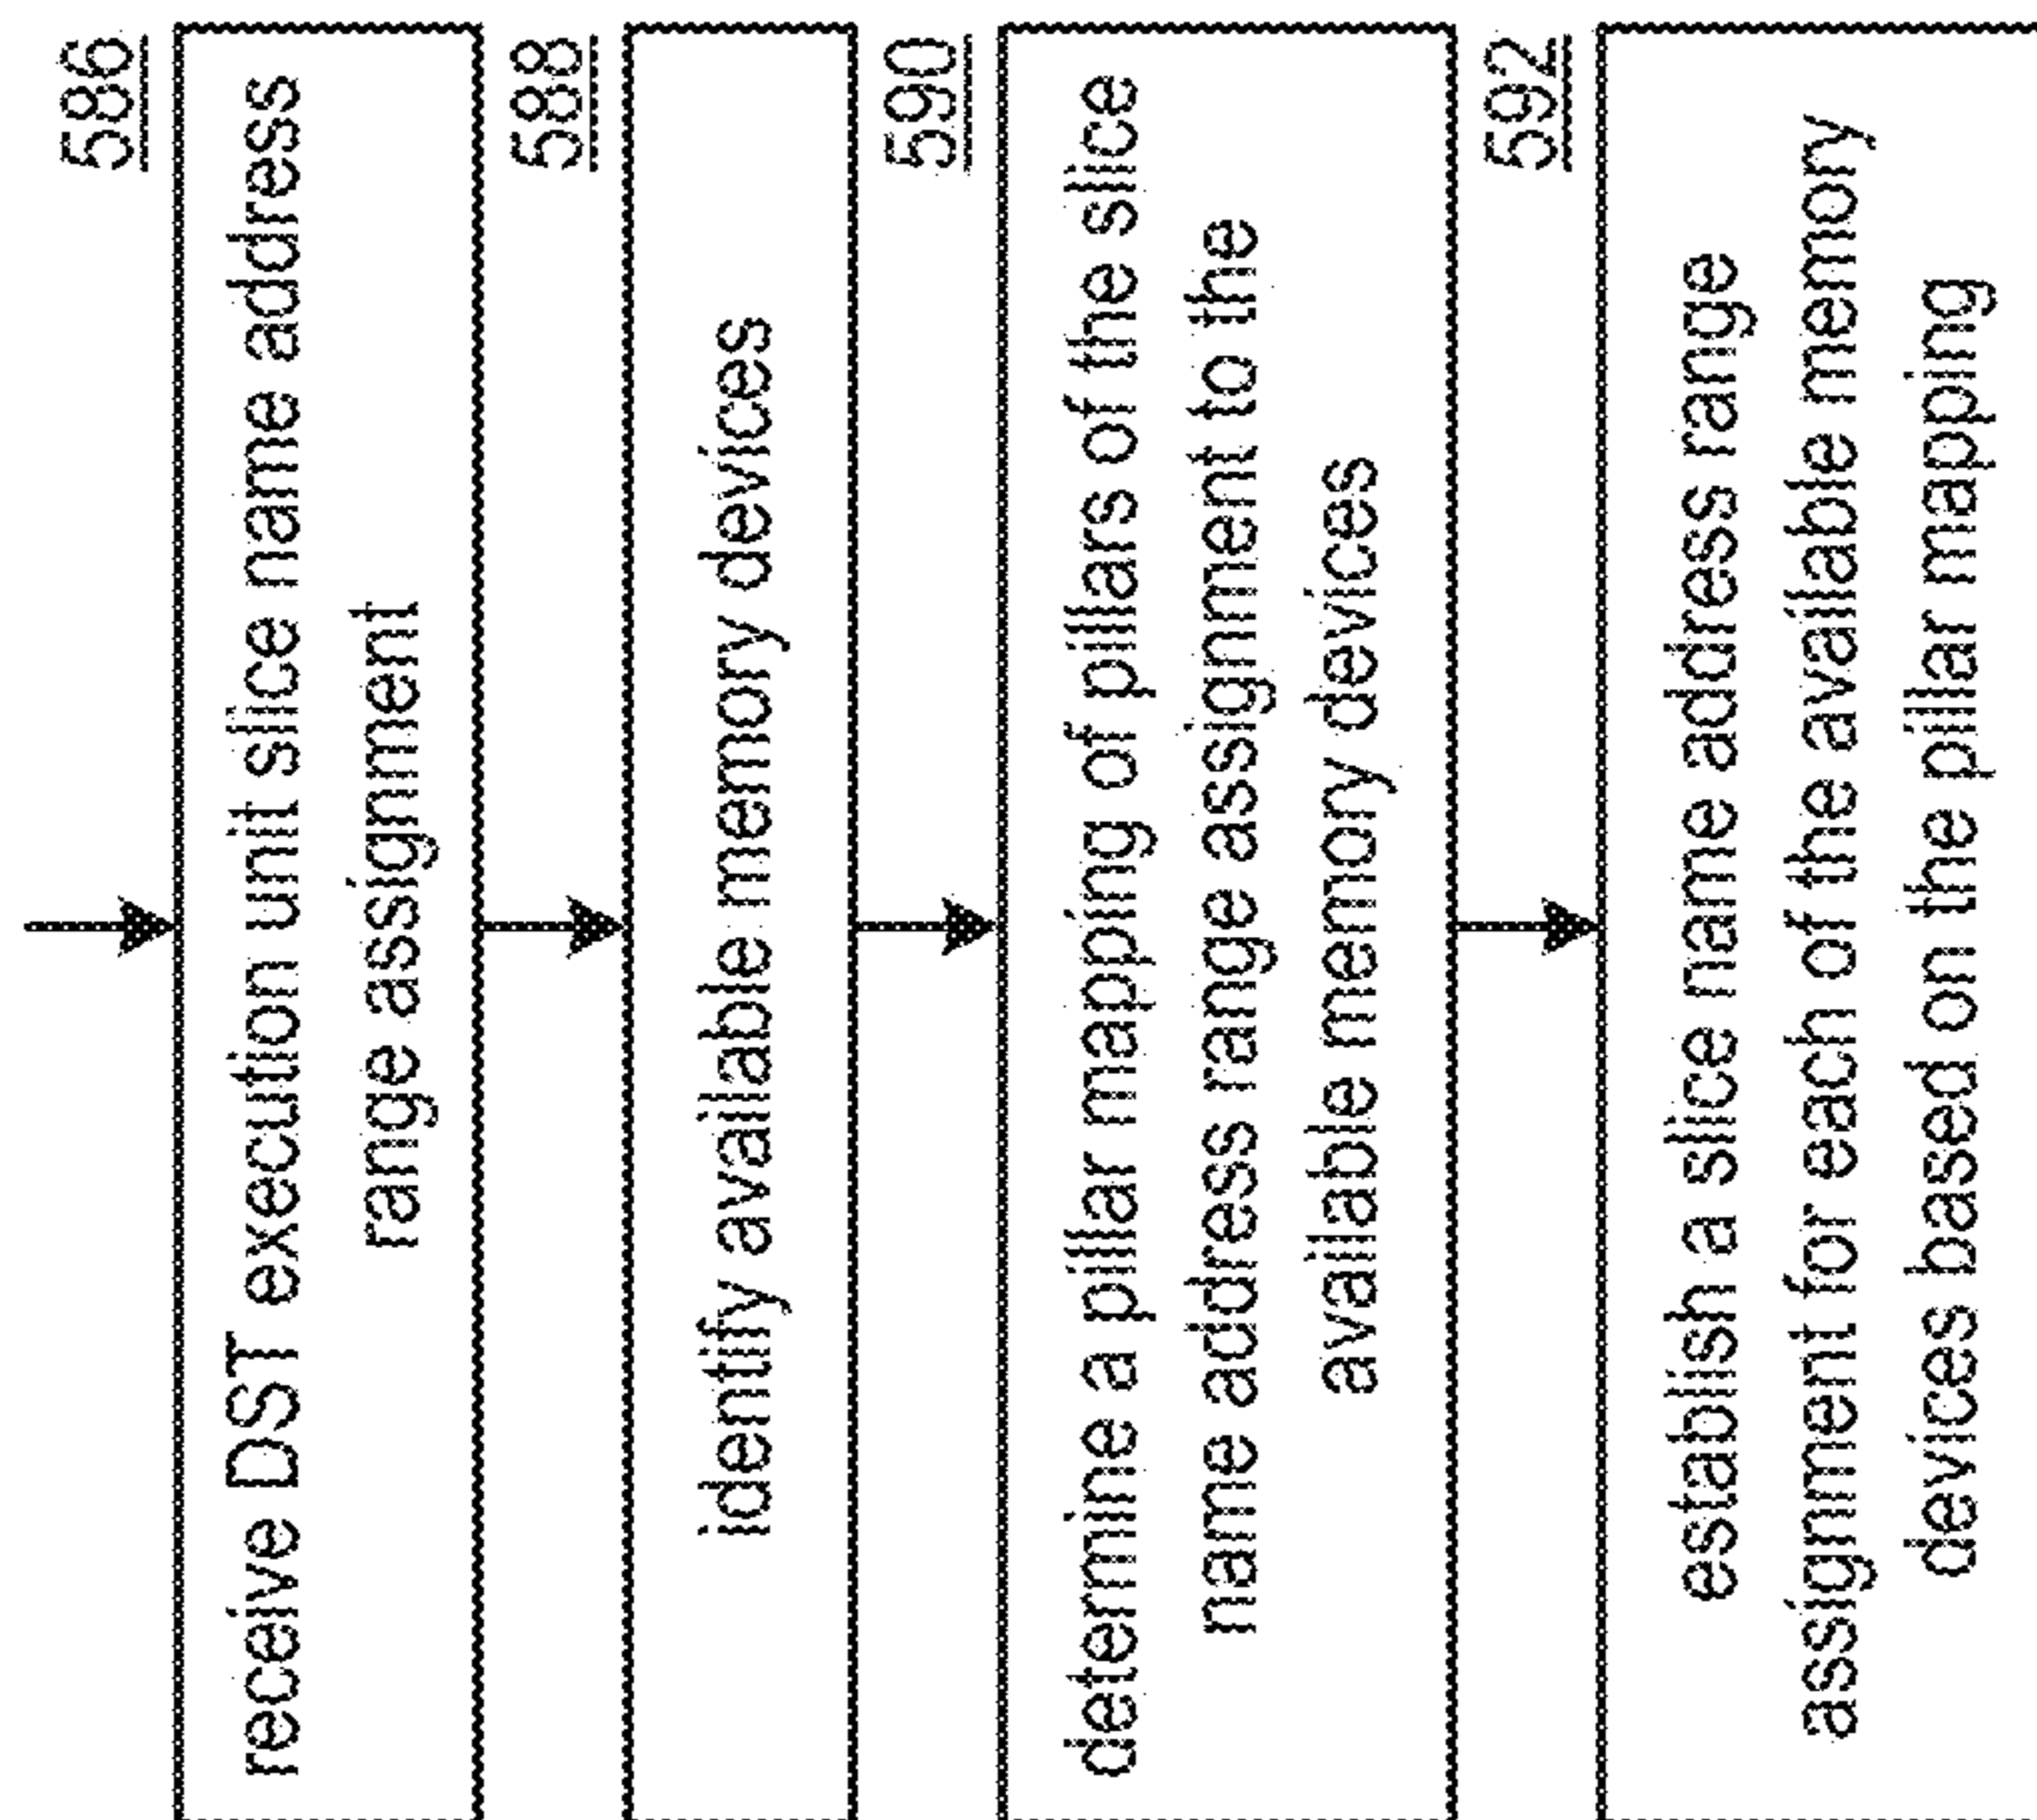 586
receive DST execution unit slice name address
range assignment
588
identify available memory devices
590
determine a pillar mapping of pillars of the slice
name address range assignment to the
available memory devices
592
establish a slice name address range
assignment for each of the available memory
devices based on the pillar mapping